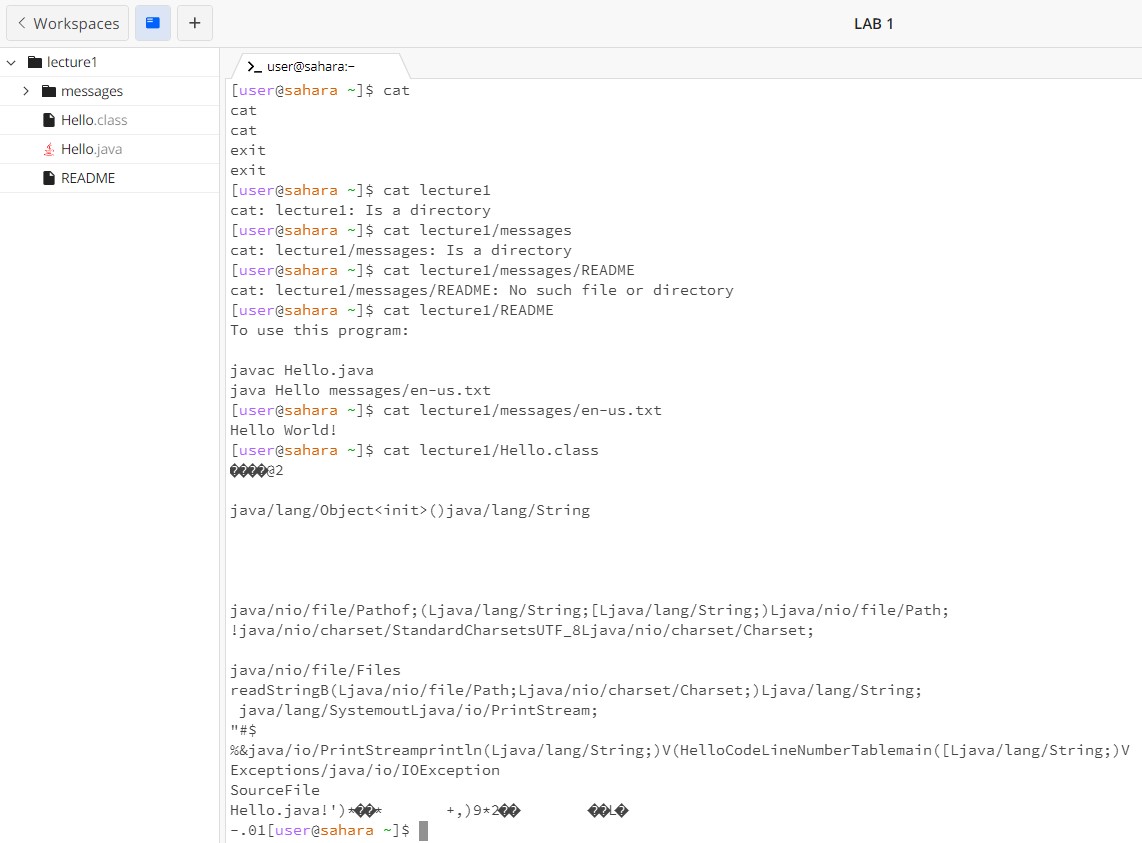 Workspaces
+
LAB 1
lecture1
messages
Hello.class
Hello.java
README
>_ user@sahara:~
[user@sahara ~]$ cat
cat
cat
exit
exit
[user@sahara ~]$ cat lecture1
cat: lecture1: Is a directory
[user@sahara ~]$ cat lecture1/messages
cat: lecture1/messages: Is a directory
[user@sahara ~]$ cat lecture1/messages/README
cat: lecture1/messages/README: No such file or directory
[user@sahara ~]$ cat lecture1/README
To use this program:
javac Hello.java
java Hello messages/en-us.txt
[user@sahara ~]$ cat lecture1/messages/en-us.txt
Hello World!
[user@sahara ~]$ cat lecture1/Hello.class
����@2
java/lang/Object<init>()java/lang/String
java/nio/file/Pathof;(Ljava/lang/String;[Ljava/lang/String;)Ljava/nio/file/Path;
!java/nio/charset/StandardCharsetsUTF_8Ljava/nio/charset/Charset;
java/nio/file/Files
readStringB(Ljava/nio/file/Path;Ljava/nio/charset/Charset;)Ljava/lang/String;
java/lang/SystemoutLjava/io/PrintStream;
"#$
%&java/io/PrintStreamprintln(Ljava/lang/String;)V(HelloCodeLineNumberTablemain([Ljava/lang/String;)V
Exceptions/java/io/IOException
SourceFile
Hello.java!')*��* +,)9*2�� ��L�
-.01[user@sahara ~]$